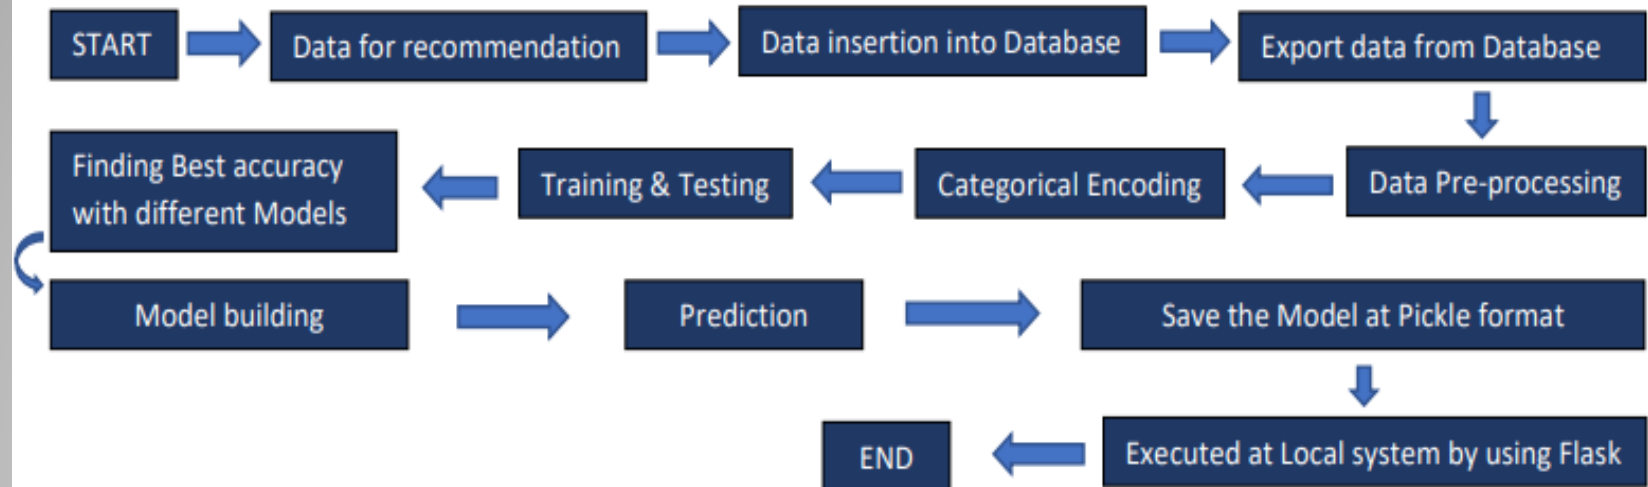 START
Data for recommendation
Data insertion into Database
Export data from Database
Data Pre-processing
Categorical Encoding
Training & Testing
Finding Best accuracy
with different Models
Model building
Prediction
Save the Model at Pickle format
Executed at Local system by using Flask
END